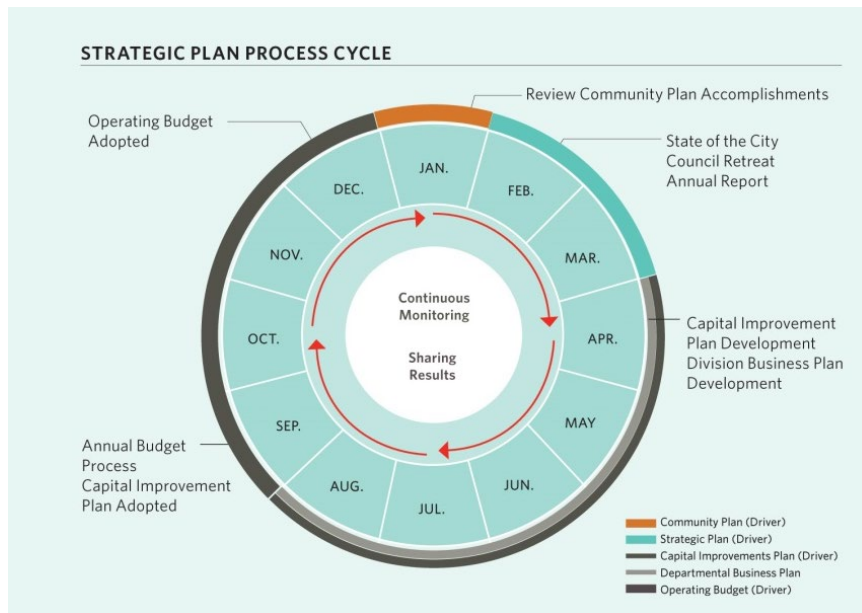 STRATEGIC PLAN PROCESS CYCLE
Review Community Plan Accomplishments
Operating Budget
Adopted
State of the City
Council Retreat
Annual Report
JAN.
FEB.
MAR.
APR.
MAY
JUN.
JUL.
AUG.
SEP.
OCT.
NOV.
DEC.
Continuous
Monitoring
Sharing
Results
Capital Improvement
Plan Development
Division Business Plan
Development
Annual Budget
Process
Capital Improvement
Plan Adopted
Community Plan (Driver)
Strategic Plan (Driver)
Capital Improvements Plan (Driver)
Departmental Business Plan
Operating Budget (Driver)